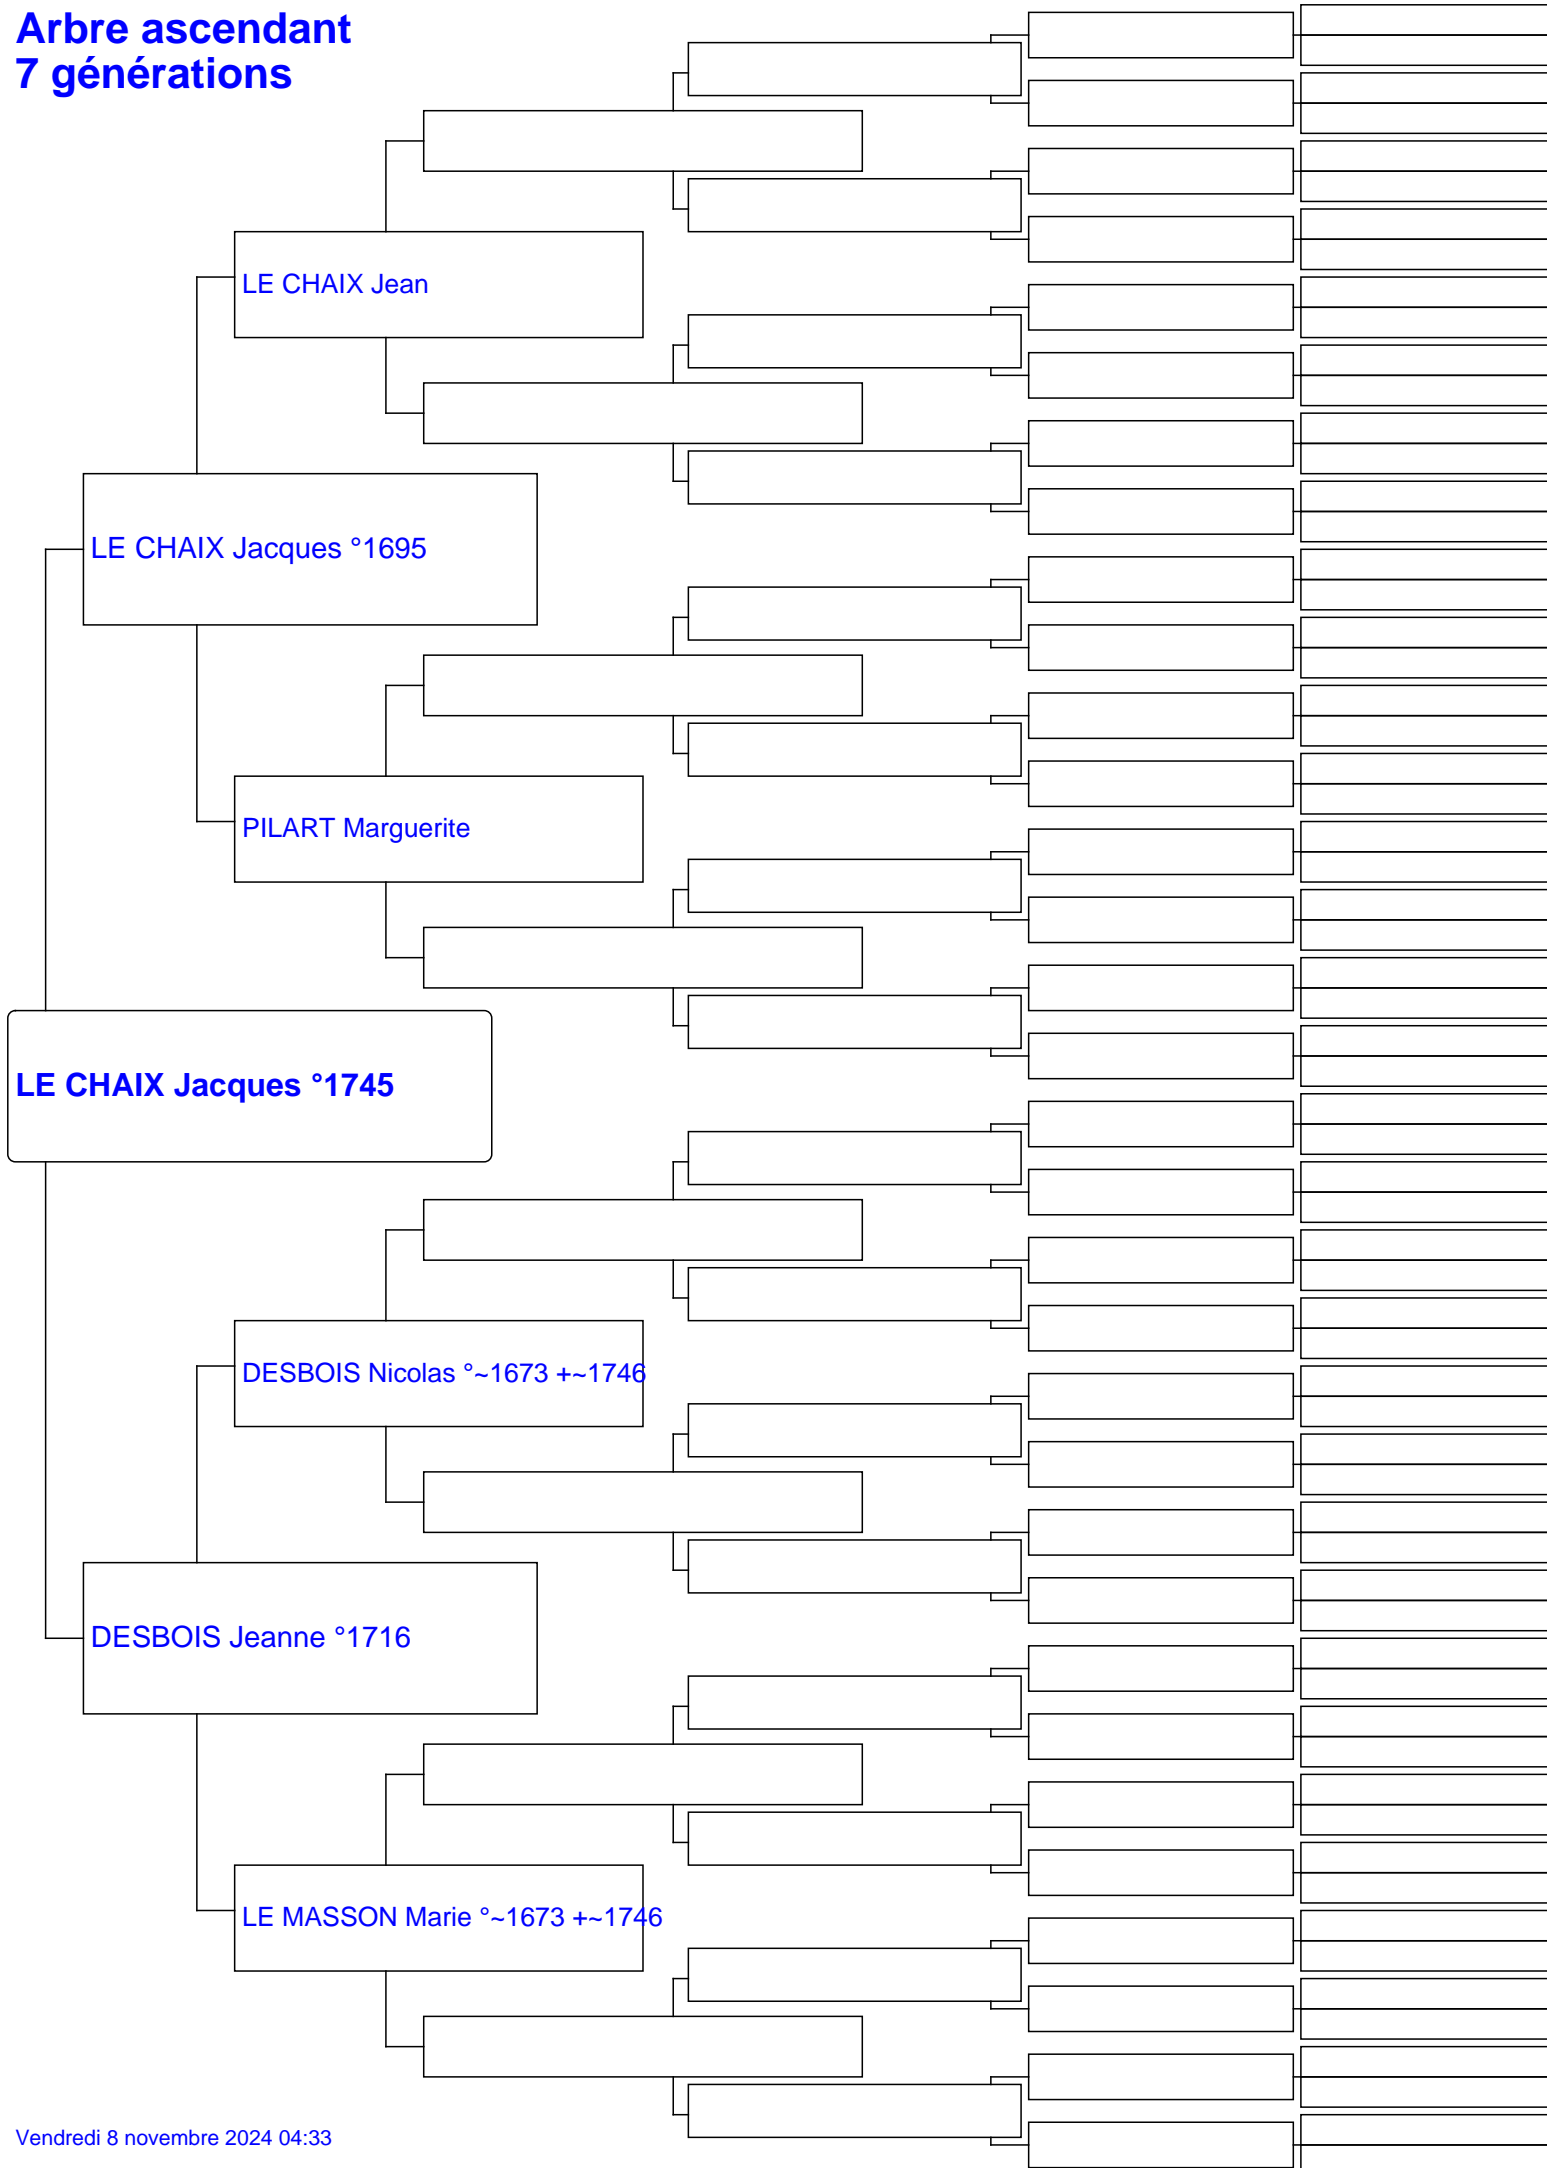 Arbre ascendant
7 générations
LE CHAIX Jean
LE CHAIX Jacques °1695
PILART Marguerite
LE CHAIX Jacques °1745
DESBOIS Nicolas °~1673 +~1746
DESBOIS Jeanne °1716
LE MASSON Marie °~1673 +~1746
Vendredi 8 novembre 2024 04:33